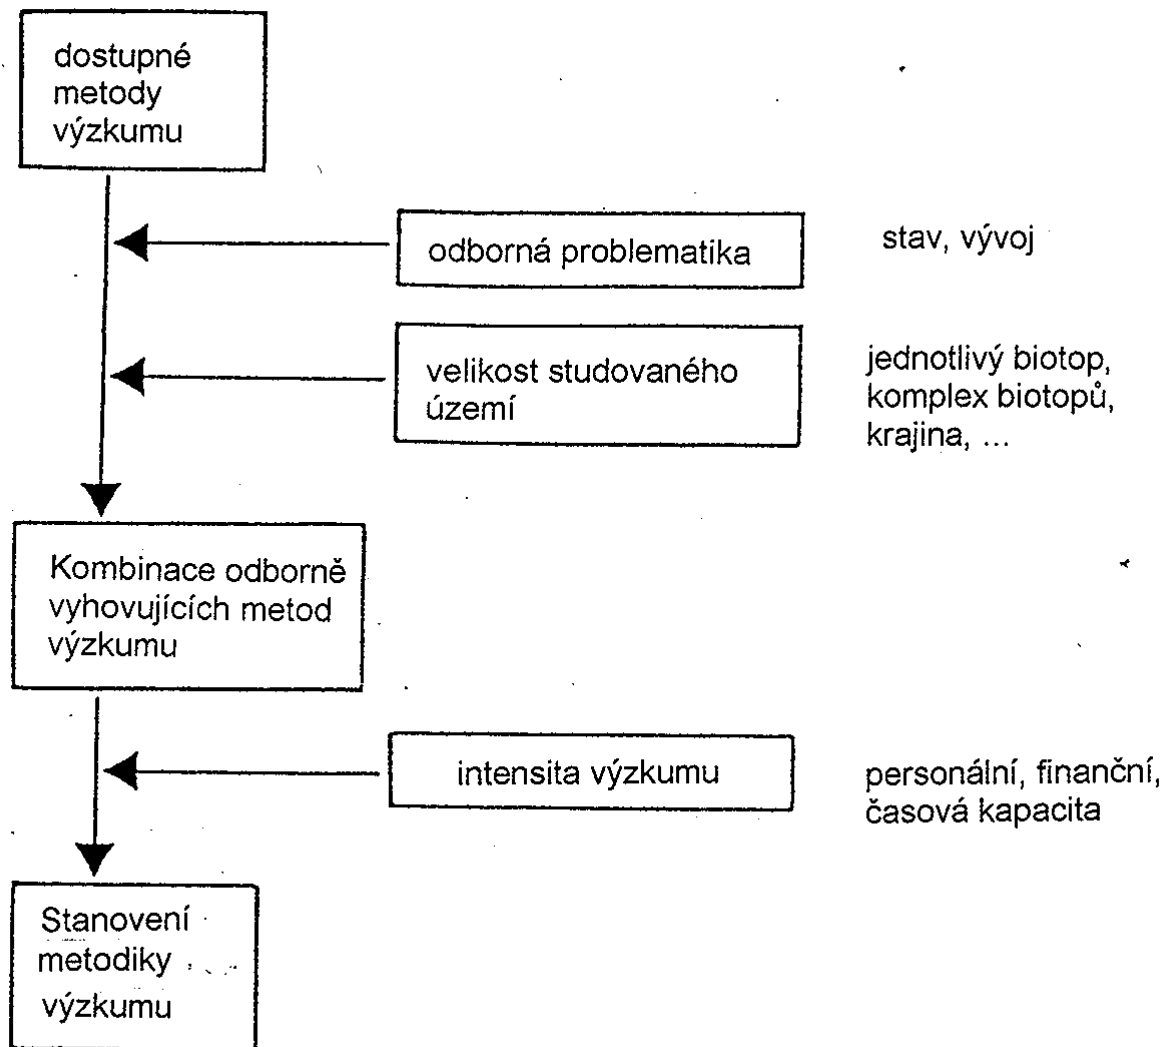 dostupné
metody
výzkumu
odborná problematika
stav, vývoj
velikost studovaného
území
jednotlivý biotop,
komplex biotopů,
krajina, ...
Kombinace odborně
vyhovujících metod
výzkumu
intensita výzkumu
personální, finanční,
časová kapacita
Stanovení
metodiky
výzkumu